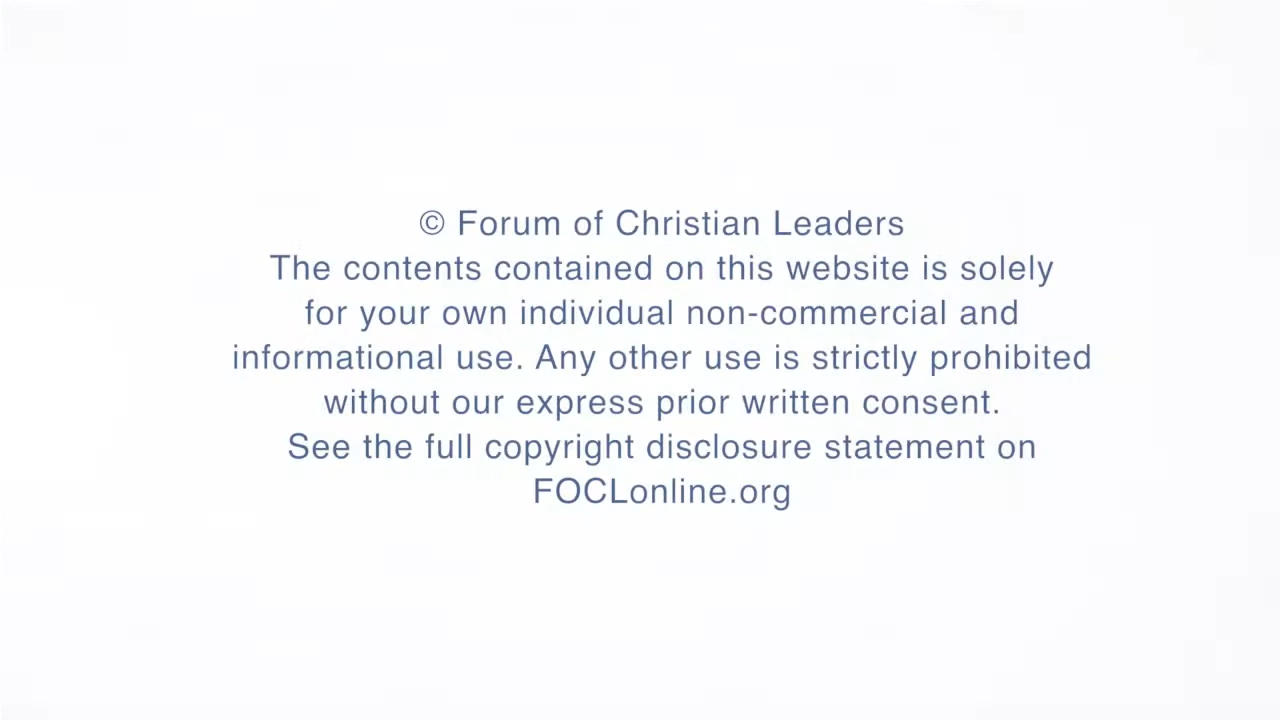 © Forum of Christian Leaders
The contents contained on this website is solely
for your own individual non-commercial and
informational use. Any other use is strictly prohibited
without our express prior written consent.
See the full copyright disclosure statement on
FOCLonline.org